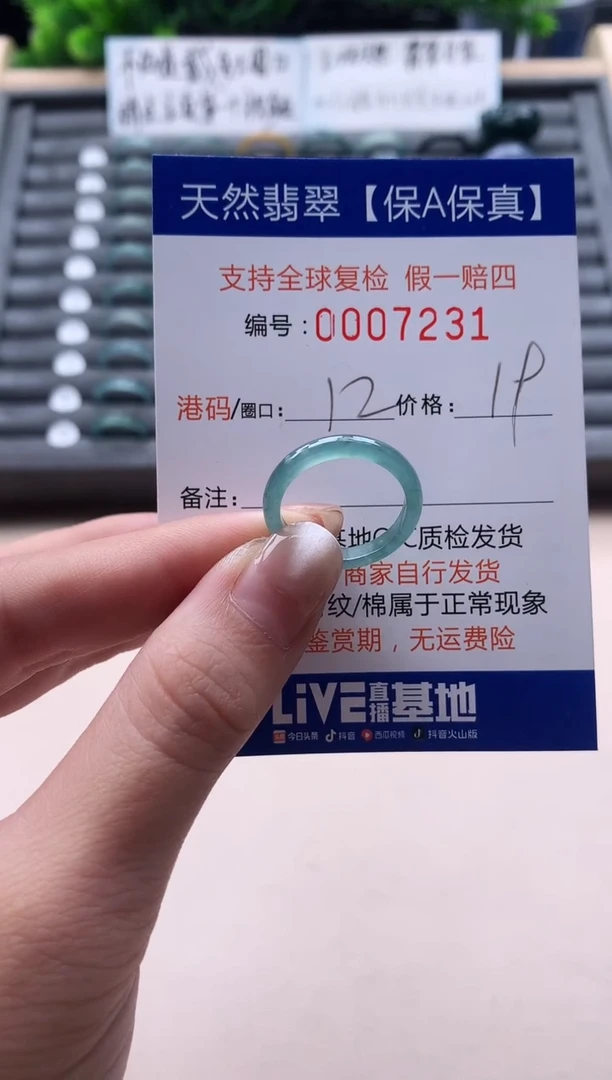 天然翡翠【保A保真】
支持全球复检 假一赔四
编号:0007231
港码/圈口: 12 价格: 1P
备注:
基地 质检发货
商家自行发货
纹/棉属于正常现象
鉴赏期，无运费险
LiVE直播基地
今日头条 抖音 西瓜视频 抖音火山版